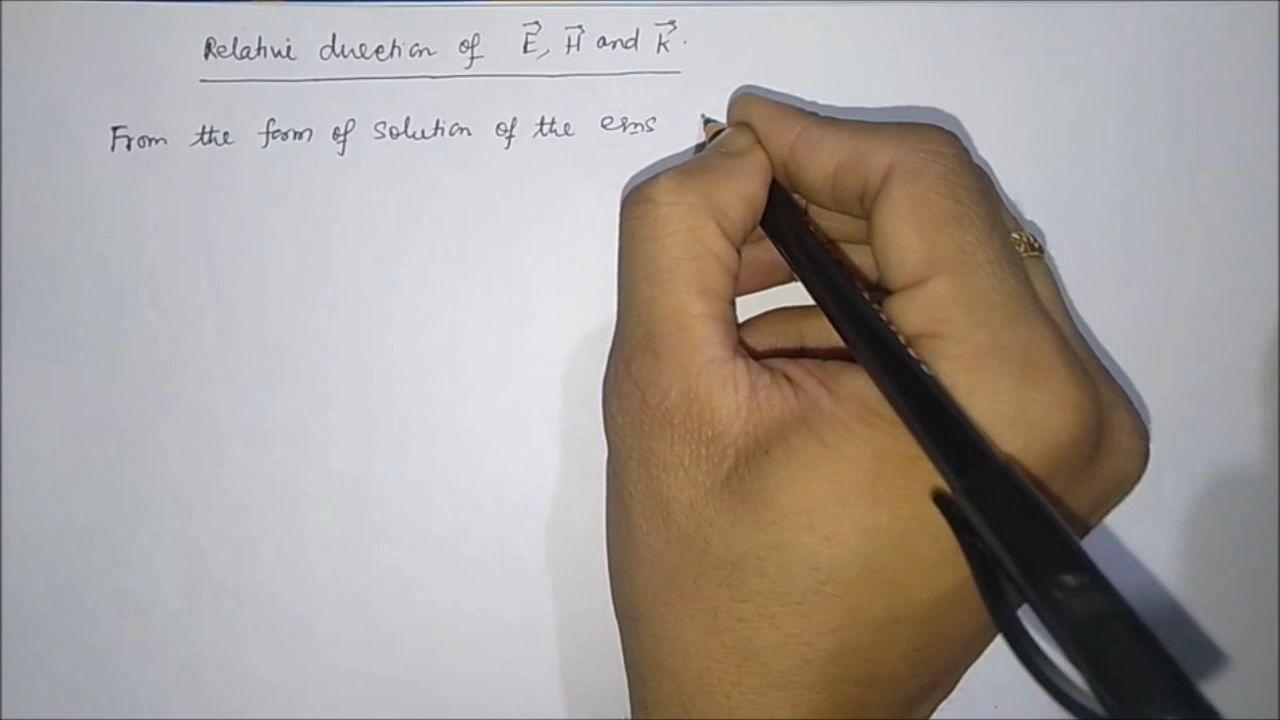 Relative direction of E⃗, H⃗ and K⃗.
From the form of solution of the ems